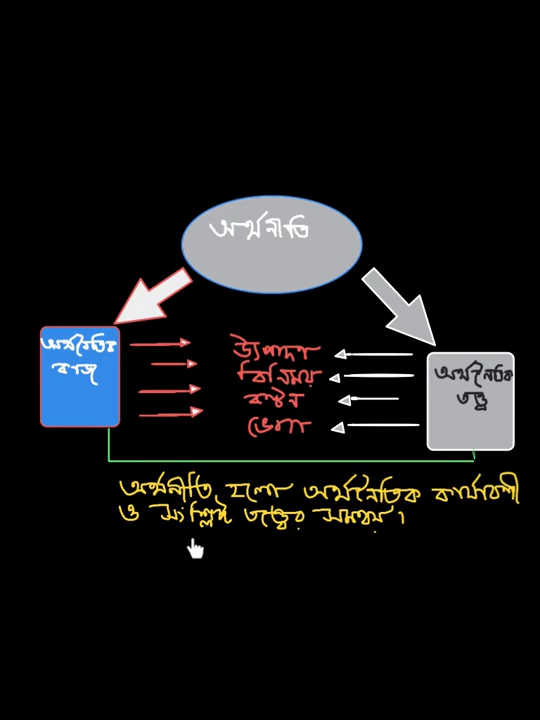 অর্থনীতি
অর্থনৈতিক
কাজ
উৎপাদন
বিনিময়
বণ্টন
ভোগ
অর্থনৈতিক
তত্ত্ব
অর্থনীতি হলো অর্থনৈতিক কার্যাবলী
ও সংশ্লিষ্ট তত্ত্বের সমন্বয়।